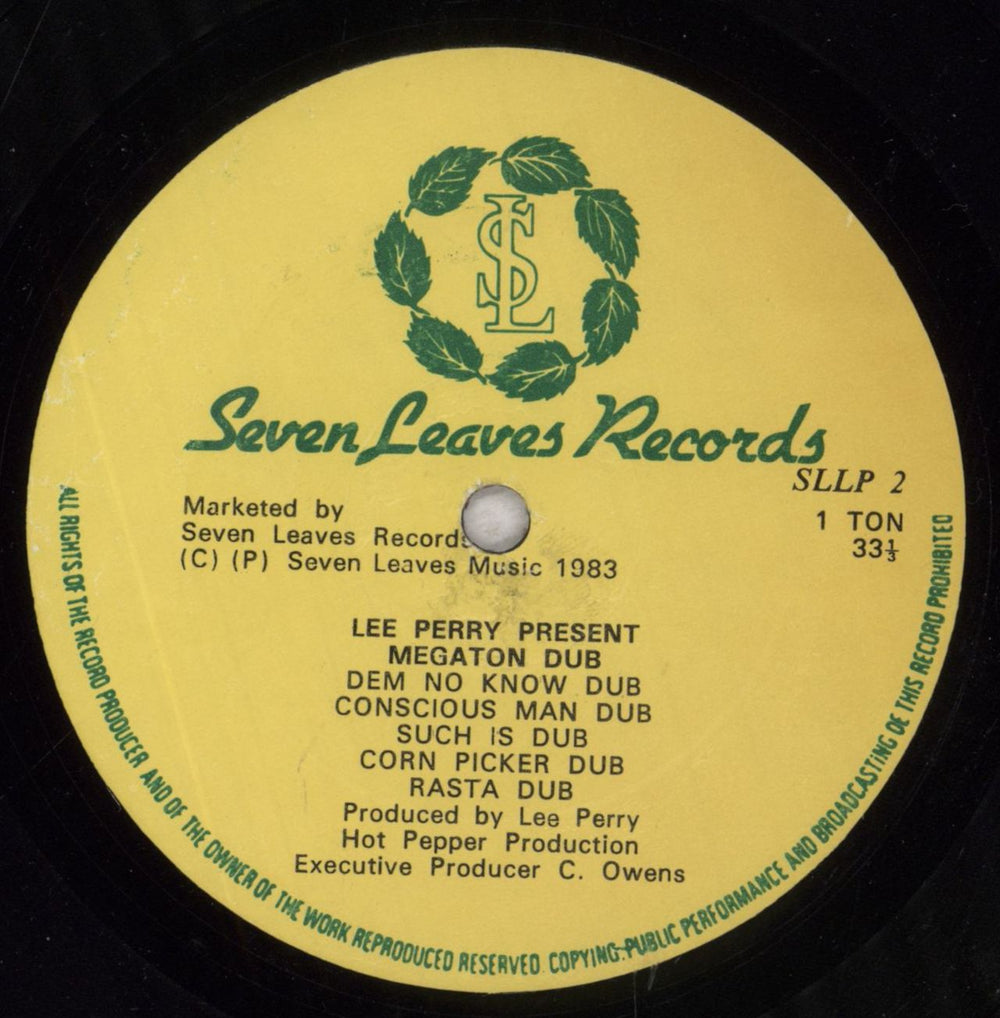 SL
Seven Leaves Records
SLLP 2
Marketed by
Seven Leaves Records
(C) (P) Seven Leaves Music 1983
1 TON
33⅓
LEE PERRY PRESENT
MEGATON DUB
DEM NO KNOW DUB
CONSCIOUS MAN DUB
SUCH IS DUB
CORN PICKER DUB
RASTA DUB
Produced by Lee Perry
Hot Pepper Production
Executive Producer C. Owens
ALL RIGHTS OF THE RECORD PRODUCER AND OF THE OWNER OF THE WORK REPRODUCED RESERVED. COPYING-PUBLIC PERFORMANCE AND BROADCASTING OF THIS RECORD PROHIBITED